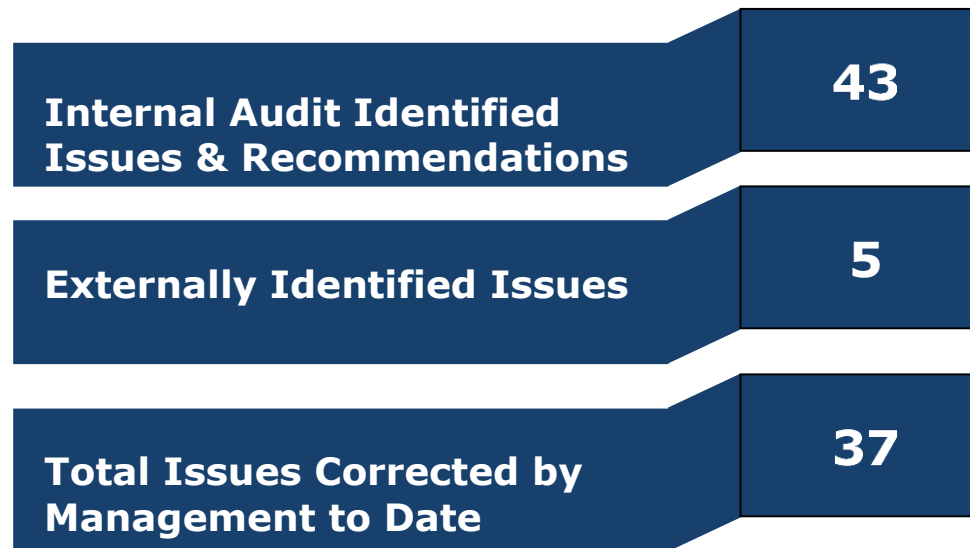 Internal Audit Identified
Issues & Recommendations
43
Externally Identified Issues
5
Total Issues Corrected by
Management to Date
37